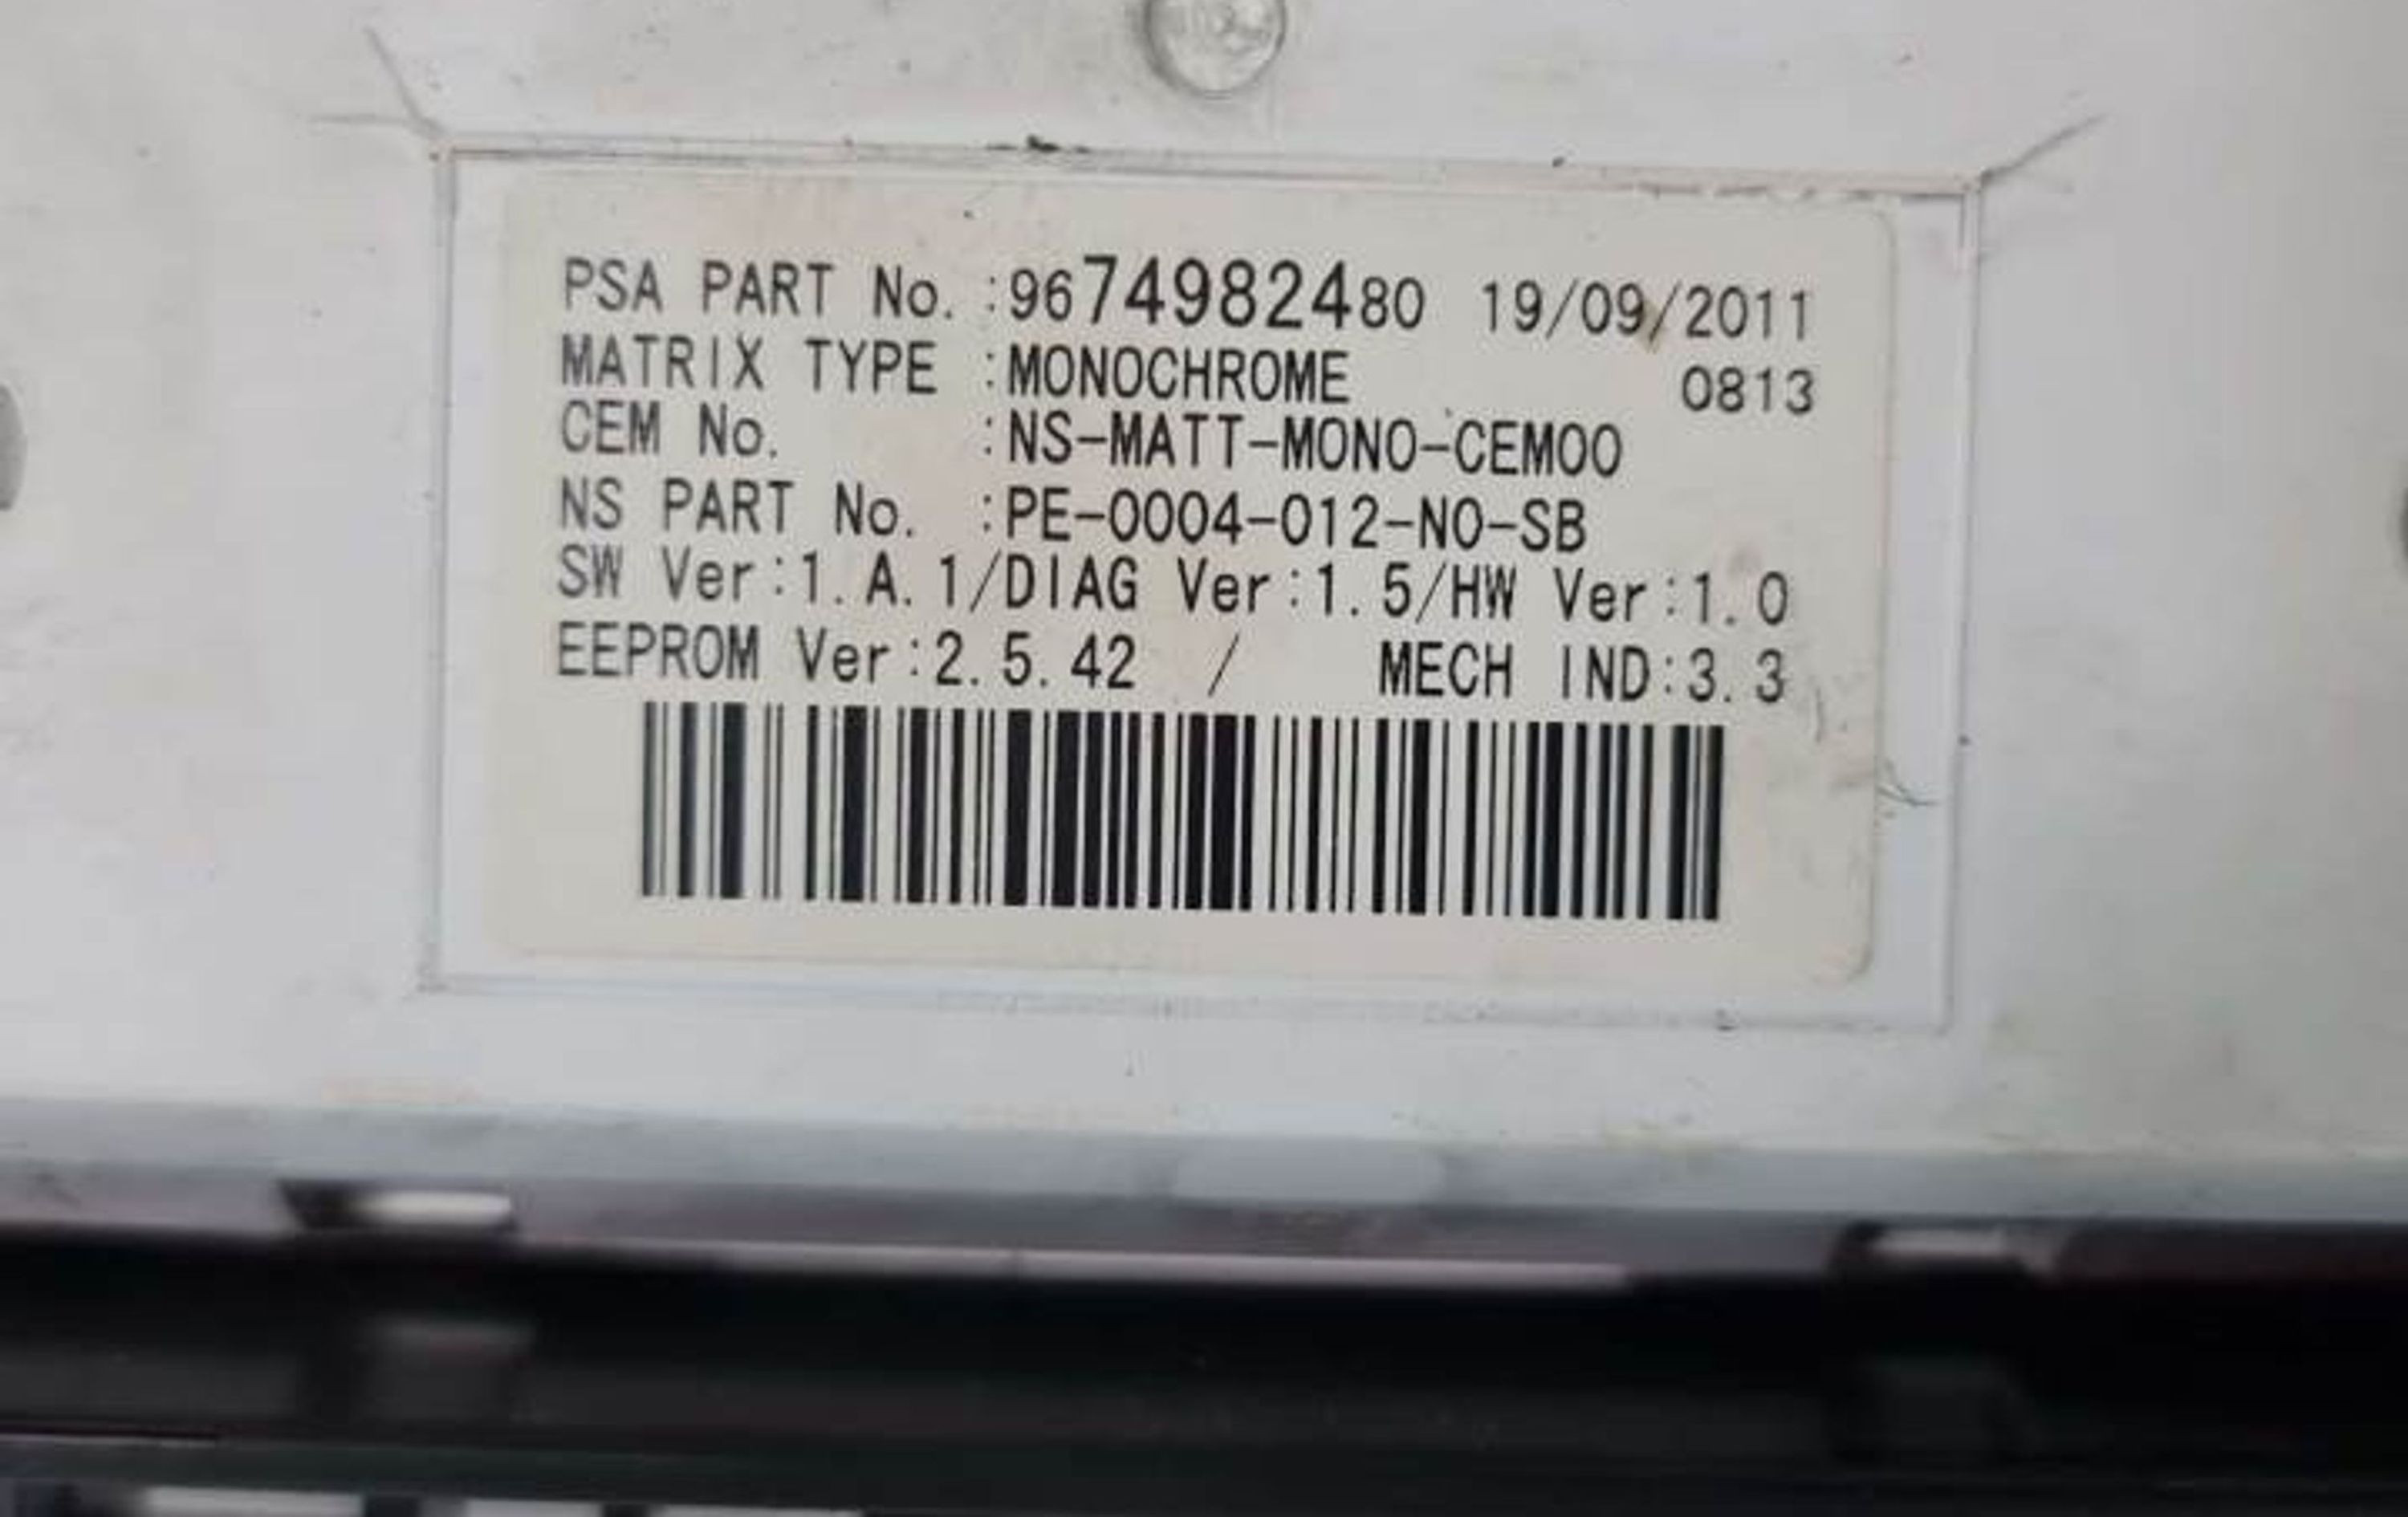 PSA PART No. :9674982480 19/09/2011
MATRIX TYPE :MONOCHROME 0813
CEM No. :NS-MATT-MONO-CEM00
NS PART No. :PE-0004-012-NO-SB
SW Ver:1.A.1/DIAG Ver:1.5/HW Ver:1.0
EEPROM Ver:2.5.42 / MECH IND:3.3